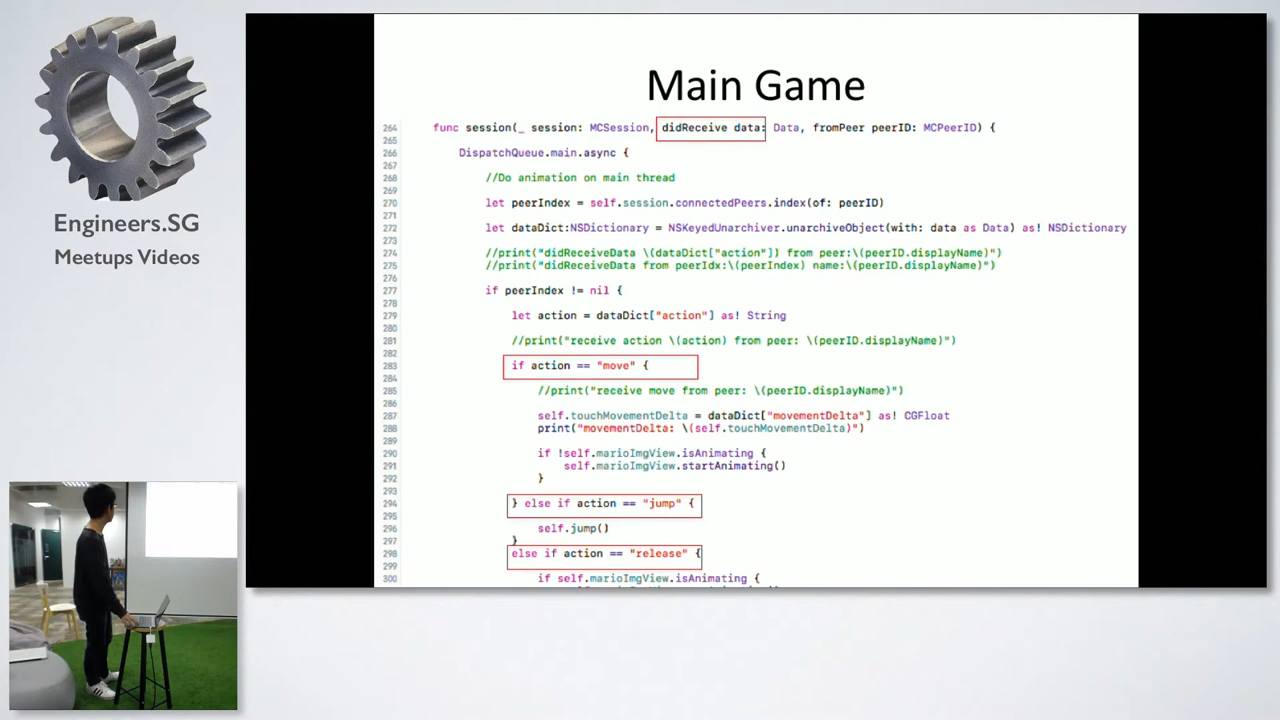 Engineers.SG
Meetups Videos
Main Game
264 func session(_ session: MCSession, didReceive data: Data, fromPeer peerID: MCPeerID) {
265
266 DispatchQueue.main.async {
267
268 //Do animation on main thread
269
270 let peerIndex = self.session.connectedPeers.index(of: peerID)
271
272 let dataDict:NSDictionary = NSKeyedUnarchiver.unarchiveObject(with: data as Data) as! NSDictionary
273
274 //print("didReceiveData \(dataDict["action"]) from peer:\(peerID.displayName)")
275 //print("didReceiveData from peerIdx:\(peerIndex) name:\(peerID.displayName)")
276
277 if peerIndex != nil {
278
279 let action = dataDict["action"] as! String
280
281 //print("receive action \(action) from peer: \(peerID.displayName)")
282
283 if action == "move" {
284
285 //print("receive move from peer: \(peerID.displayName)")
286
287 self.touchMovementDelta = dataDict["movementDelta"] as! CGFloat
288 print("movementDelta: \(self.touchMovementDelta)")
289
290 if !self.marioImgView.isAnimating {
291 self.marioImgView.startAnimating()
292 }
293
294 } else if action == "jump" {
295
296 self.jump()
297 }
298 else if action == "release" {
299
300 if self.marioImgView.isAnimating {